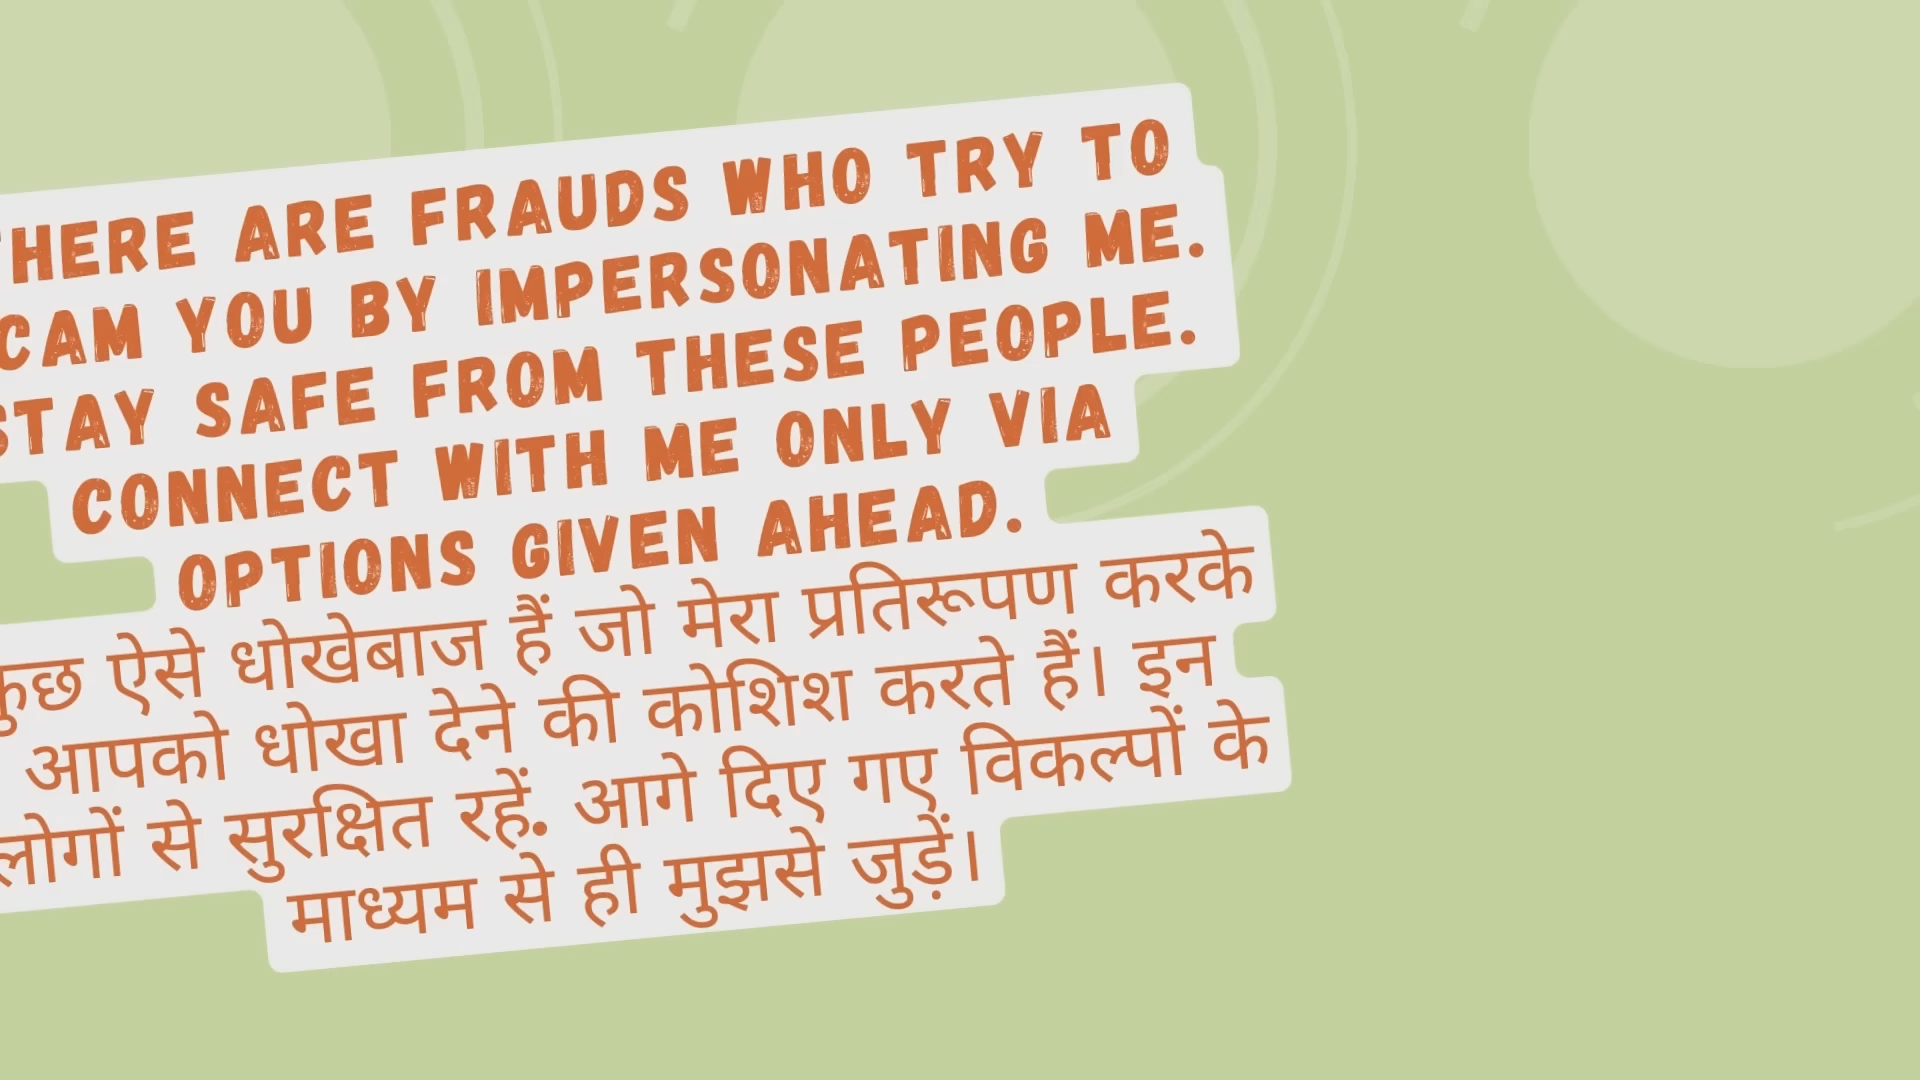 THERE ARE FRAUDS WHO TRY TO
SCAM YOU BY IMPERSONATING ME.
STAY SAFE FROM THESE PEOPLE.
CONNECT WITH ME ONLY VIA
OPTIONS GIVEN AHEAD.
कुछ ऐसे धोखेबाज हैं जो मेरा प्रतिरूपण करके
आपको धोखा देने की कोशिश करते हैं। इन
लोगों से सुरक्षित रहें. आगे दिए गए विकल्पों के
माध्यम से ही मुझसे जुड़ें।